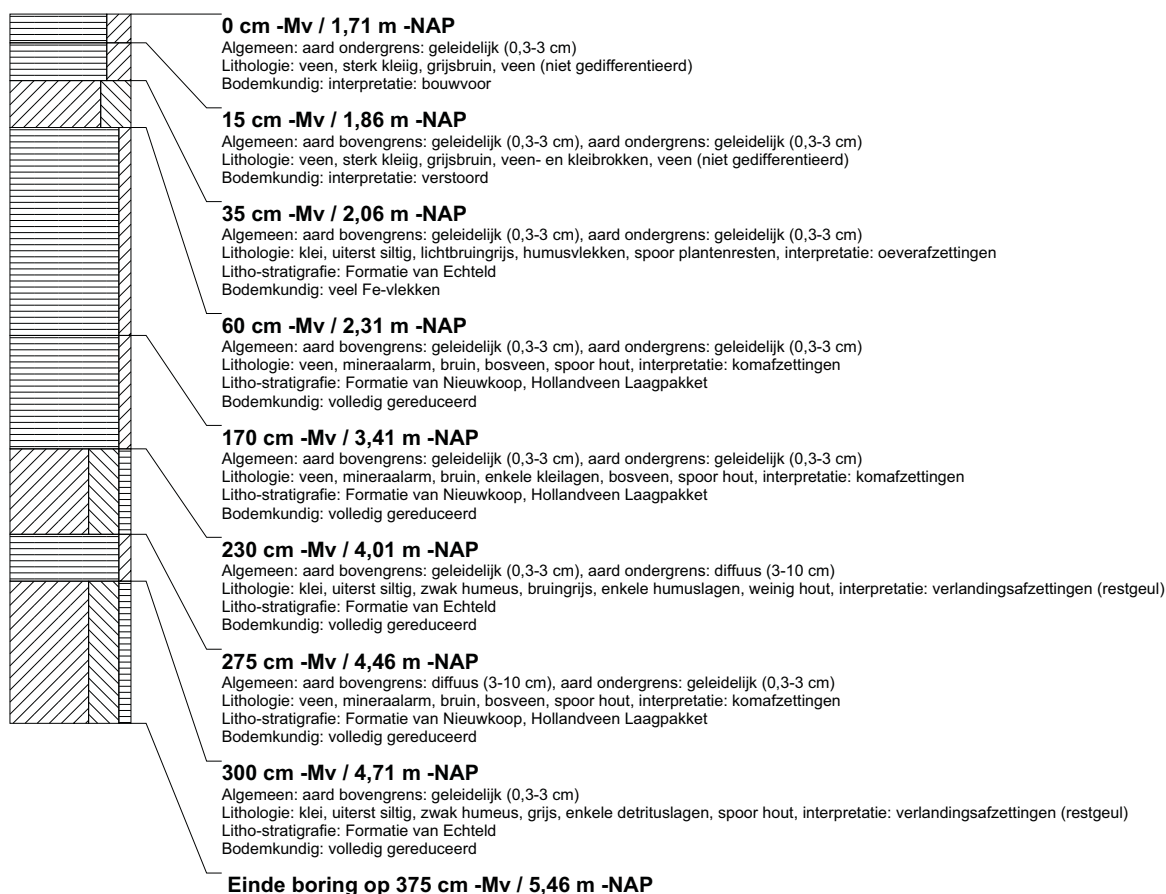 0 cm -Mv / 1,71 m -NAP
Algemeen: aard ondergrens: geleidelijk (0,3-3 cm)
Lithologie: veen, sterk kleiig, grijsbruin, veen (niet gedifferentieerd)
Bodemkundig: interpretatie: bouwvoor
15 cm -Mv / 1,86 m -NAP
Algemeen: aard bovengrens: geleidelijk (0,3-3 cm), aard ondergrens: geleidelijk (0,3-3 cm)
Lithologie: veen, sterk kleiig, grijsbruin, veen- en kleibrokken, veen (niet gedifferentieerd)
Bodemkundig: interpretatie: verstoord
35 cm -Mv / 2,06 m -NAP
Algemeen: aard bovengrens: geleidelijk (0,3-3 cm), aard ondergrens: geleidelijk (0,3-3 cm)
Lithologie: klei, uiterst siltig, lichtbruingrijs, humusvlekken, spoor plantenresten, interpretatie: oeverafzettingen
Litho-stratigrafie: Formatie van Echteld
Bodemkundig: veel Fe-vlekken
60 cm -Mv / 2,31 m -NAP
Algemeen: aard bovengrens: geleidelijk (0,3-3 cm), aard ondergrens: geleidelijk (0,3-3 cm)
Lithologie: veen, mineraalarm, bruin, bosveen, spoor hout, interpretatie: komafzettingen
Litho-stratigrafie: Formatie van Nieuwkoop, Hollandveen Laagpakket
Bodemkundig: volledig gereduceerd
170 cm -Mv / 3,41 m -NAP
Algemeen: aard bovengrens: geleidelijk (0,3-3 cm), aard ondergrens: geleidelijk (0,3-3 cm)
Lithologie: veen, mineraalarm, bruin, enkele kleilagen, bosveen, spoor hout, interpretatie: komafzettingen
Litho-stratigrafie: Formatie van Nieuwkoop, Hollandveen Laagpakket
Bodemkundig: volledig gereduceerd
230 cm -Mv / 4,01 m -NAP
Algemeen: aard bovengrens: geleidelijk (0,3-3 cm), aard ondergrens: diffuus (3-10 cm)
Lithologie: klei, uiterst siltig, zwak humeus, bruingrijs, enkele humuslagen, weinig hout, interpretatie: verlandingsafzettingen (restgeul)
Litho-stratigrafie: Formatie van Echteld
Bodemkundig: volledig gereduceerd
275 cm -Mv / 4,46 m -NAP
Algemeen: aard bovengrens: diffuus (3-10 cm), aard ondergrens: geleidelijk (0,3-3 cm)
Lithologie: veen, mineraalarm, bruin, bosveen, spoor hout, interpretatie: komafzettingen
Litho-stratigrafie: Formatie van Nieuwkoop, Hollandveen Laagpakket
Bodemkundig: volledig gereduceerd
300 cm -Mv / 4,71 m -NAP
Algemeen: aard bovengrens: geleidelijk (0,3-3 cm)
Lithologie: klei, uiterst siltig, zwak humeus, grijs, enkele detrituslagen, spoor hout, interpretatie: verlandingsafzettingen (restgeul)
Litho-stratigrafie: Formatie van Echteld
Bodemkundig: volledig gereduceerd
Einde boring op 375 cm -Mv / 5,46 m -NAP